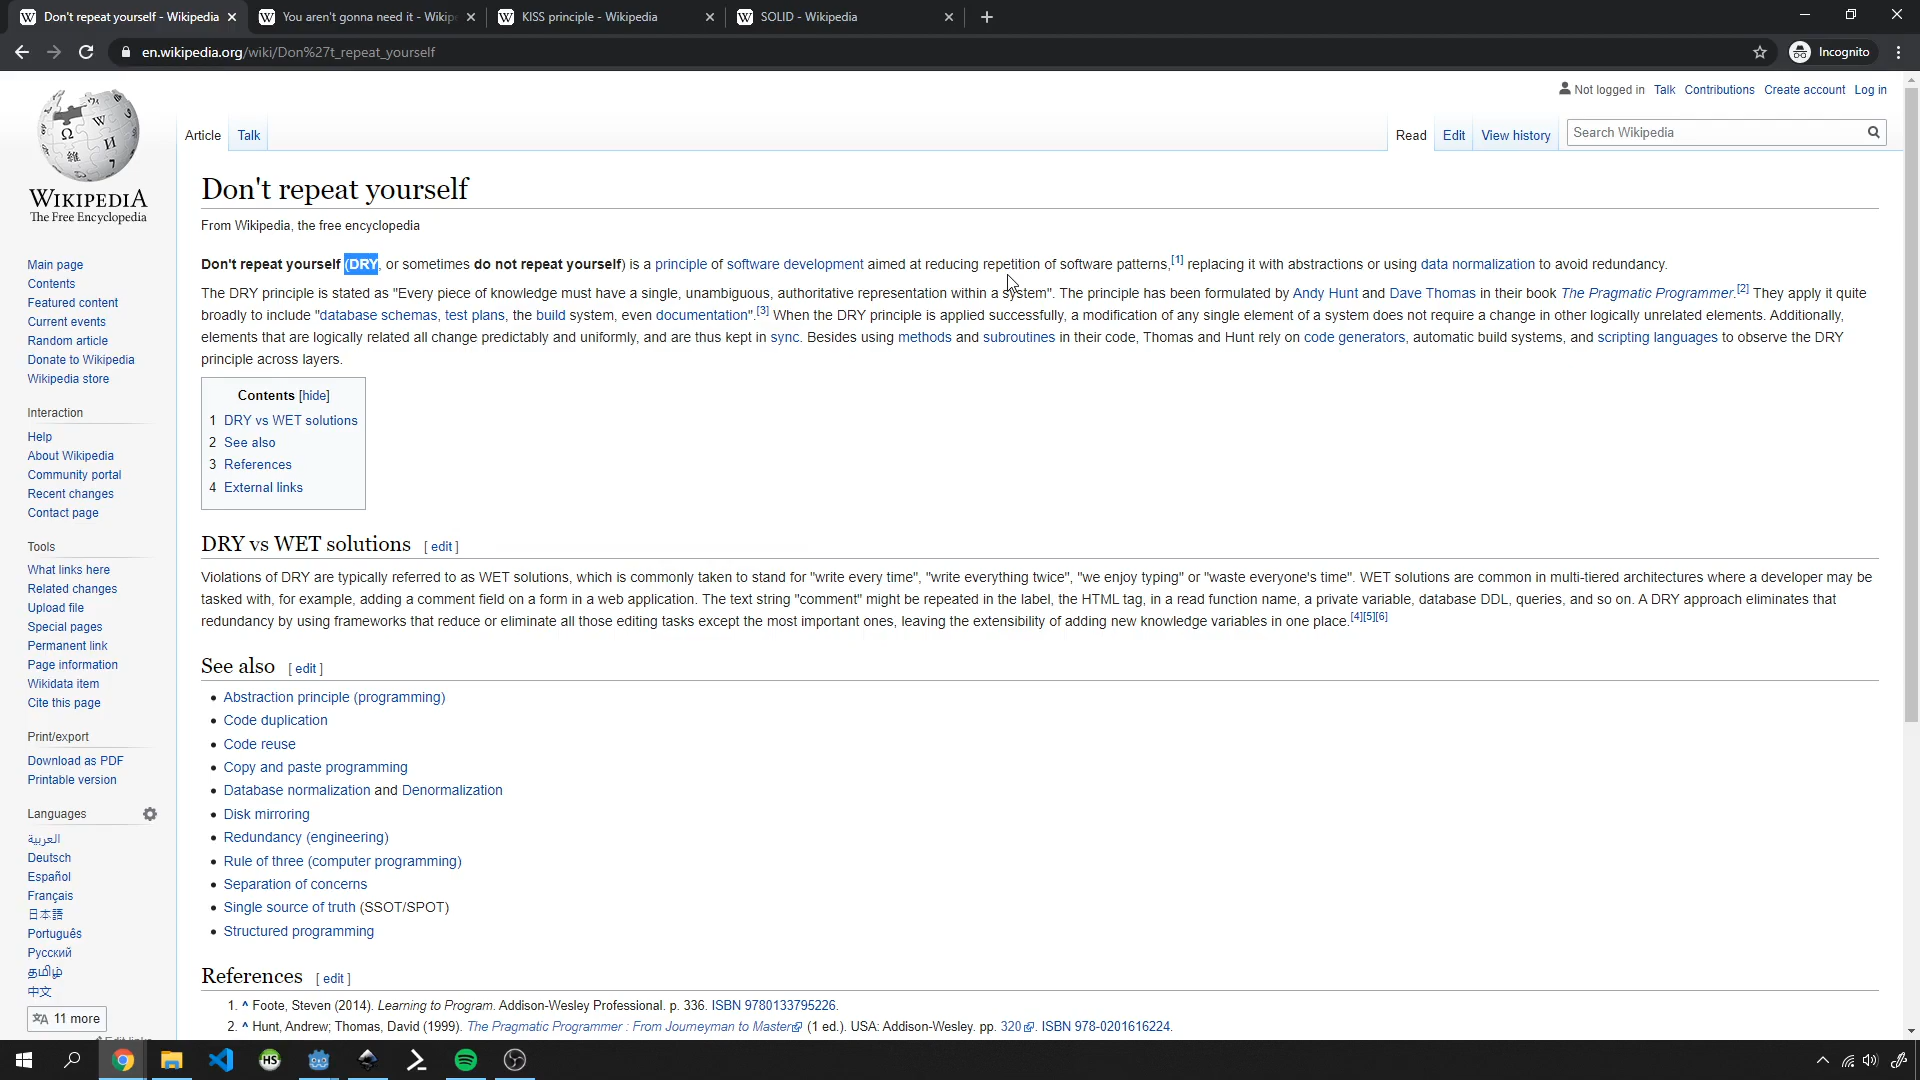 Don't repeat yourself - Wikipedia
You aren't gonna need it - Wikip
KISS principle - Wikipedia
SOLID - Wikipedia
en.wikipedia.org/wiki/Don%27t_repeat_yourself
Incognito
Not logged in Talk Contributions Create account Log in
Article Talk
Read Edit View history
Search Wikipedia
WIKIPEDIA
The Free Encyclopedia
Main page
Contents
Featured content
Current events
Random article
Donate to Wikipedia
Wikipedia store
Interaction
Help
About Wikipedia
Community portal
Recent changes
Contact page
Tools
What links here
Related changes
Upload file
Special pages
Permanent link
Page information
Wikidata item
Cite this page
Print/export
Download as PDF
Printable version
Languages
العربية
Deutsch
Español
Français
日本語
Português
Русский
தமிழ்
中文
11 more
Edit links
Don't repeat yourself
From Wikipedia, the free encyclopedia
Don't repeat yourself (DRY, or sometimes do not repeat yourself) is a principle of software development aimed at reducing repetition of software patterns,[1] replacing it with abstractions or using data normalization to avoid redundancy.
The DRY principle is stated as "Every piece of knowledge must have a single, unambiguous, authoritative representation within a system". The principle has been formulated by Andy Hunt and Dave Thomas in their book The Pragmatic Programmer.[2] They apply it quite
broadly to include "database schemas, test plans, the build system, even documentation".[3] When the DRY principle is applied successfully, a modification of any single element of a system does not require a change in other logically unrelated elements. Additionally,
elements that are logically related all change predictably and uniformly, and are thus kept in sync. Besides using methods and subroutines in their code, Thomas and Hunt rely on code generators, automatic build systems, and scripting languages to observe the DRY
principle across layers.
Contents [hide]
1 DRY vs WET solutions
2 See also
3 References
4 External links
DRY vs WET solutions [ edit ]
Violations of DRY are typically referred to as WET solutions, which is commonly taken to stand for "write every time", "write everything twice", "we enjoy typing" or "waste everyone's time". WET solutions are common in multi-tiered architectures where a developer may be
tasked with, for example, adding a comment field on a form in a web application. The text string "comment" might be repeated in the label, the HTML tag, in a read function name, a private variable, database DDL, queries, and so on. A DRY approach eliminates that
redundancy by using frameworks that reduce or eliminate all those editing tasks except the most important ones, leaving the extensibility of adding new knowledge variables in one place.[4][5][6]
See also [ edit ]
• Abstraction principle (programming)
• Code duplication
• Code reuse
• Copy and paste programming
• Database normalization and Denormalization
• Disk mirroring
• Redundancy (engineering)
• Rule of three (computer programming)
• Separation of concerns
• Single source of truth (SSOT/SPOT)
• Structured programming
References [ edit ]
1. ^ Foote, Steven (2014). Learning to Program. Addison-Wesley Professional. p. 336. ISBN 9780133795226.
2. ^ Hunt, Andrew; Thomas, David (1999). The Pragmatic Programmer : From Journeyman to Master (1 ed.). USA: Addison-Wesley. pp. 320. ISBN 978-0201616224.
HS